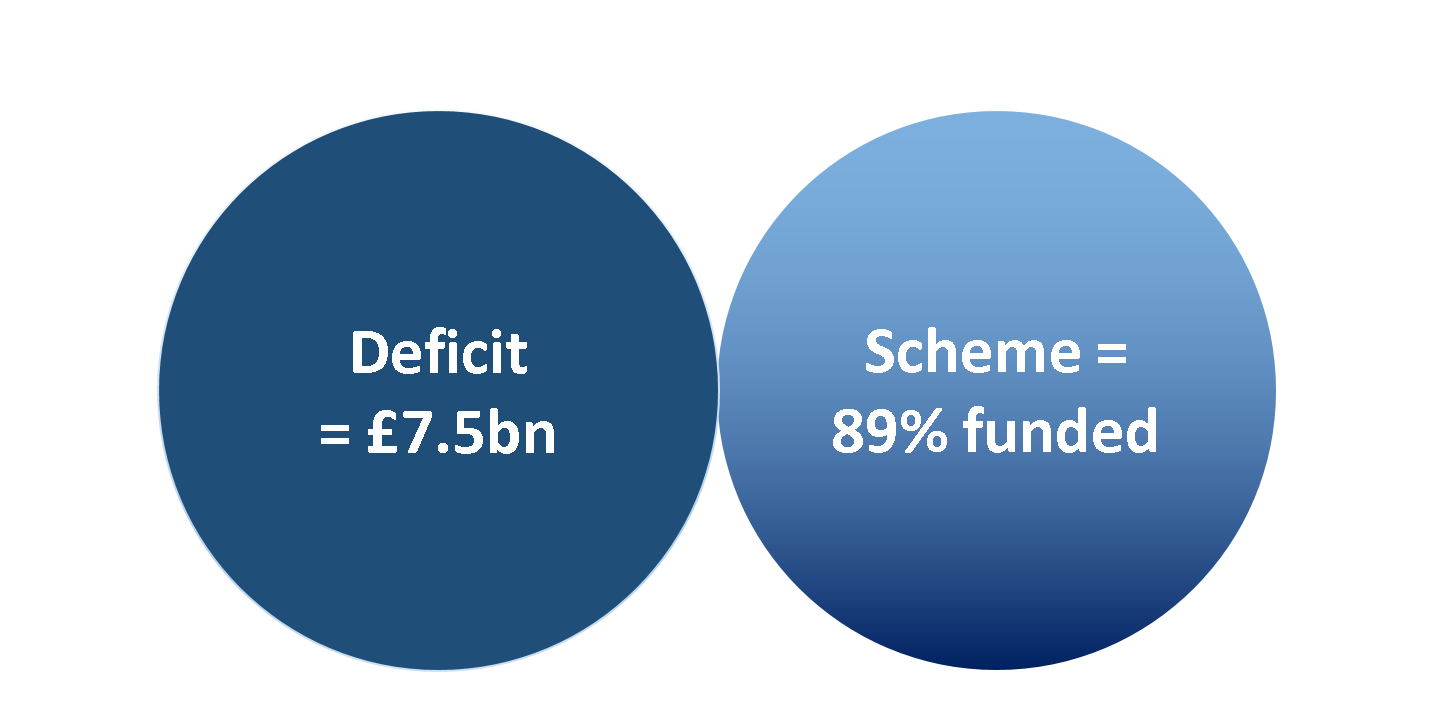 Deficit
= £7.5bn
Scheme =
89% funded